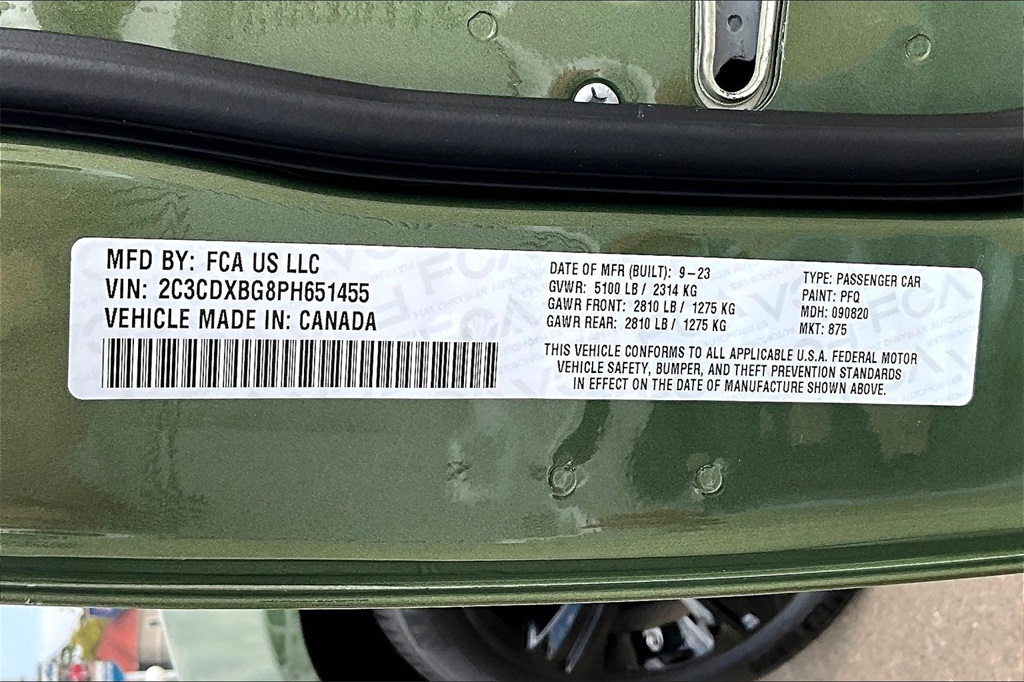 MFD BY: FCA US LLC
VIN: 2C3CDXBG8PH651455
VEHICLE MADE IN: CANADA
DATE OF MFR (BUILT): 9-23
GVWR: 5100 LB / 2314 KG
GAWR FRONT: 2810 LB / 1275 KG
GAWR REAR: 2810 LB / 1275 KG
TYPE: PASSENGER CAR
PAINT: PFQ
MDH: 090820
MKT: 875
THIS VEHICLE CONFORMS TO ALL APPLICABLE U.S.A. FEDERAL MOTOR
VEHICLE SAFETY, BUMPER, AND THEFT PREVENTION STANDARDS
IN EFFECT ON THE DATE OF MANUFACTURE SHOWN ABOVE.